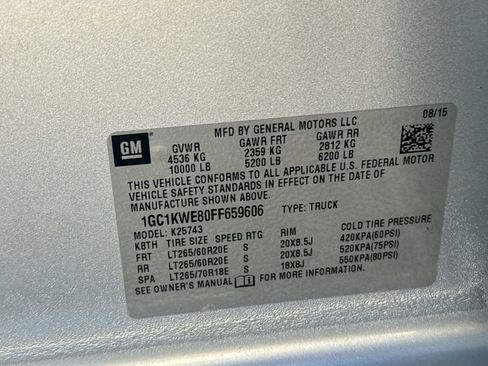 GM
MFD BY GENERAL MOTORS LLC
08/15
GVWR GAWR FRT GAWR RR
4536 KG 2359 KG 2812 KG
10000 LB 5200 LB 6200 LB
THIS VEHICLE CONFORMS TO ALL APPLICABLE U.S. FEDERAL MOTOR
VEHICLE SAFETY STANDARDS IN EFFECT ON THE DATE OF
MANUFACTURE SHOWN ABOVE.
1GC1KWE80FF659606 TYPE: TRUCK
MODEL: K25743
KBTH TIRE SIZE SPEED RTG RIM COLD TIRE PRESSURE
FRT LT265/60R20E S 20X8.5J 420KPA(60PSI)
RR LT265/60R20E S 20X8.5J 520KPA(75PSI)
SPA LT265/70R18E S 18X8J 550KPA(80PSI)
SEE OWNER'S MANUAL FOR MORE INFORMATION.